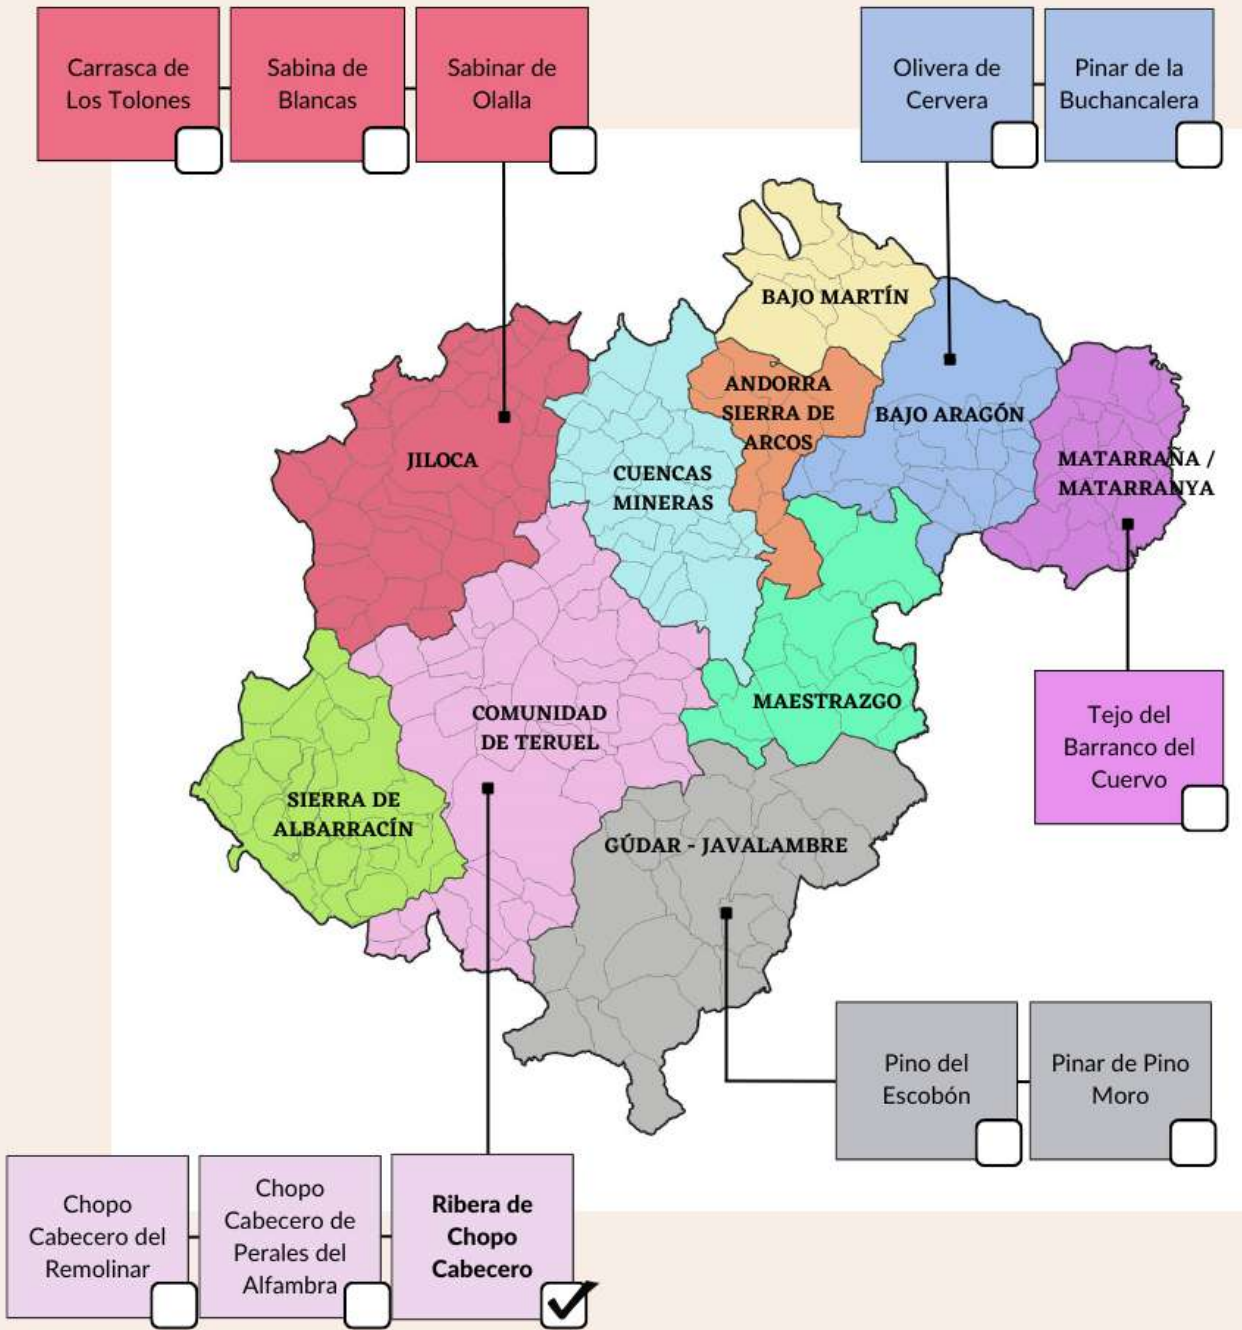 Carrasca de
Los Tolones
Sabina de
Blancas
Sabinar de
Olalla
Olivera de
Cervera
Pinar de la
Buchancalera
BAJO MARTÍN
ANDORRA
SIERRA DE
ARCOS
BAJO ARAGÓN
JILOCA
CUENCAS
MINERAS
MATARRAÑA /
MATARRANYA
MAESTRAZGO
COMUNIDAD
DE TERUEL
Tejo del
Barranco del
Cuervo
SIERRA DE
ALBARRACÍN
GÚDAR - JAVALAMBRE
Pino del
Escobón
Pinar de Pino
Moro
Chopo
Cabecero del
Remolinar
Chopo
Cabecero de
Perales del
Alfambra
Ribera de
Chopo
Cabecero